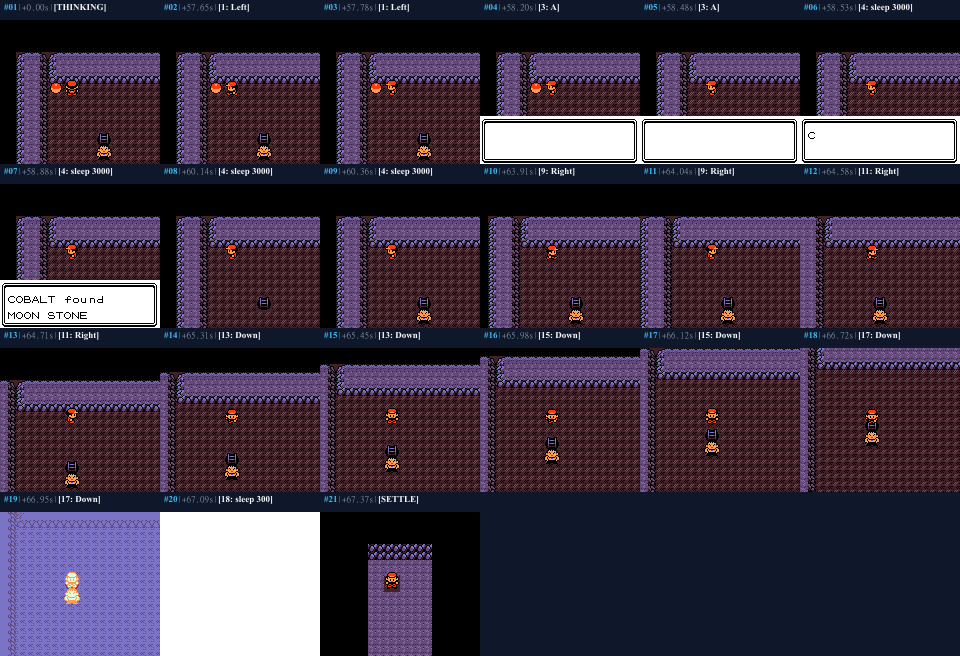 #01|+0.00s|[THINKING]
#02|+57.65s|[1: Left]
#03|+57.78s|[1: Left]
#04|+58.20s|[3: A]
#05|+58.48s|[3: A]
#06|+58.53s|[4: sleep 3000]
C
#07|+58.88s|[4: sleep 3000]
#08|+60.14s|[4: sleep 3000]
#09|+60.36s|[4: sleep 3000]
#10|+63.91s|[9: Right]
#11|+64.04s|[9: Right]
#12|+64.58s|[11: Right]
COBALT found
MOON STONE
#13|+64.71s|[11: Right]
#14|+65.31s|[13: Down]
#15|+65.45s|[13: Down]
#16|+65.98s|[15: Down]
#17|+66.12s|[15: Down]
#18|+66.72s|[17: Down]
#19|+66.95s|[17: Down]
#20|+67.09s|[18: sleep 300]
#21|+67.37s|[SETTLE]